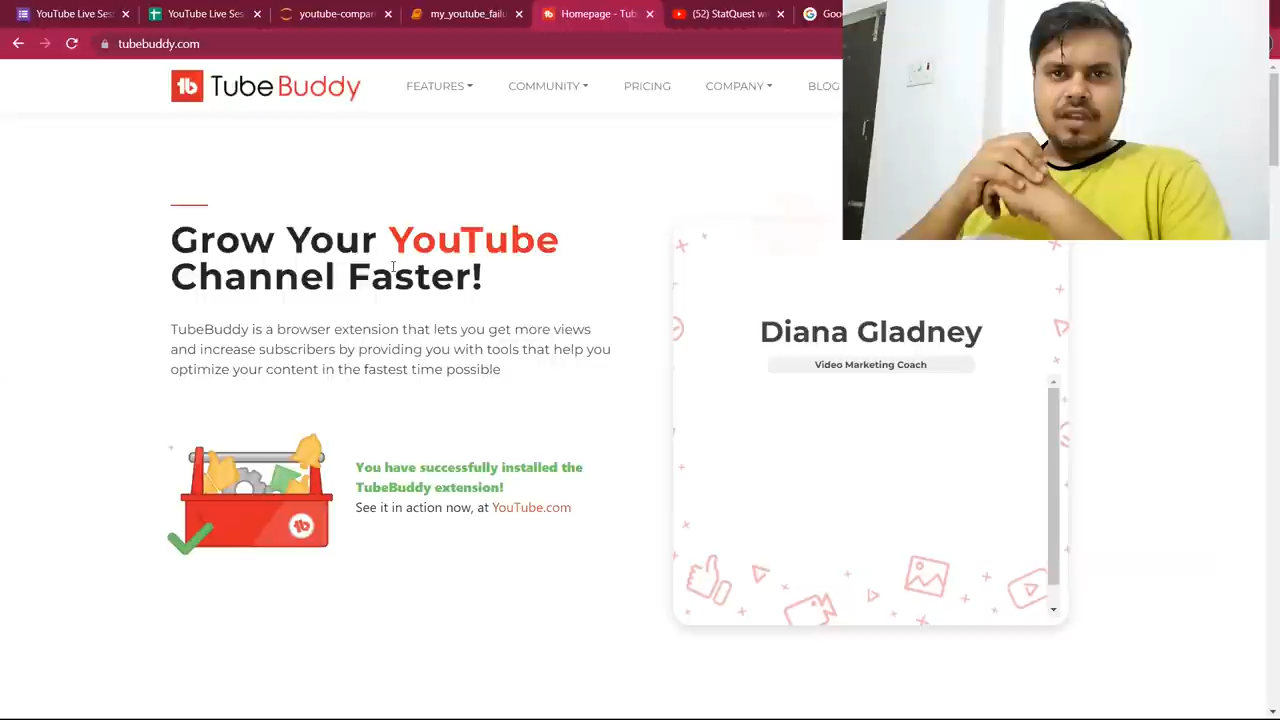 YouTube Live Ses
YouTube Live Ses
youtube-compar
my_youtube_failu
Homepage - Tub
(52) StatQuest w
Goo
tubebuddy.com
TubeBuddy
FEATURES
COMMUNITY
PRICING
COMPANY
BLOG
Grow Your YouTube
Channel Faster!
TubeBuddy is a browser extension that lets you get more views
and increase subscribers by providing you with tools that help you
optimize your content in the fastest time possible
You have successfully installed the
TubeBuddy extension!
See it in action now, at YouTube.com
Diana Gladney
Video Marketing Coach